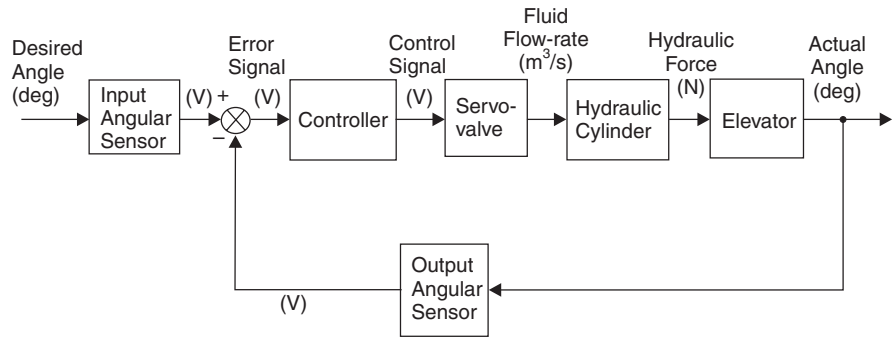 Desired
Angle
(deg)
Input
Angular
Sensor
(V)
+
−
Error
Signal
(V)
Controller
Control
Signal
(V)
Servo-
valve
Fluid
Flow-rate
(m³/s)
Hydraulic
Cylinder
Hydraulic
Force
(N)
Elevator
Actual
Angle
(deg)
Output
Angular
Sensor
(V)